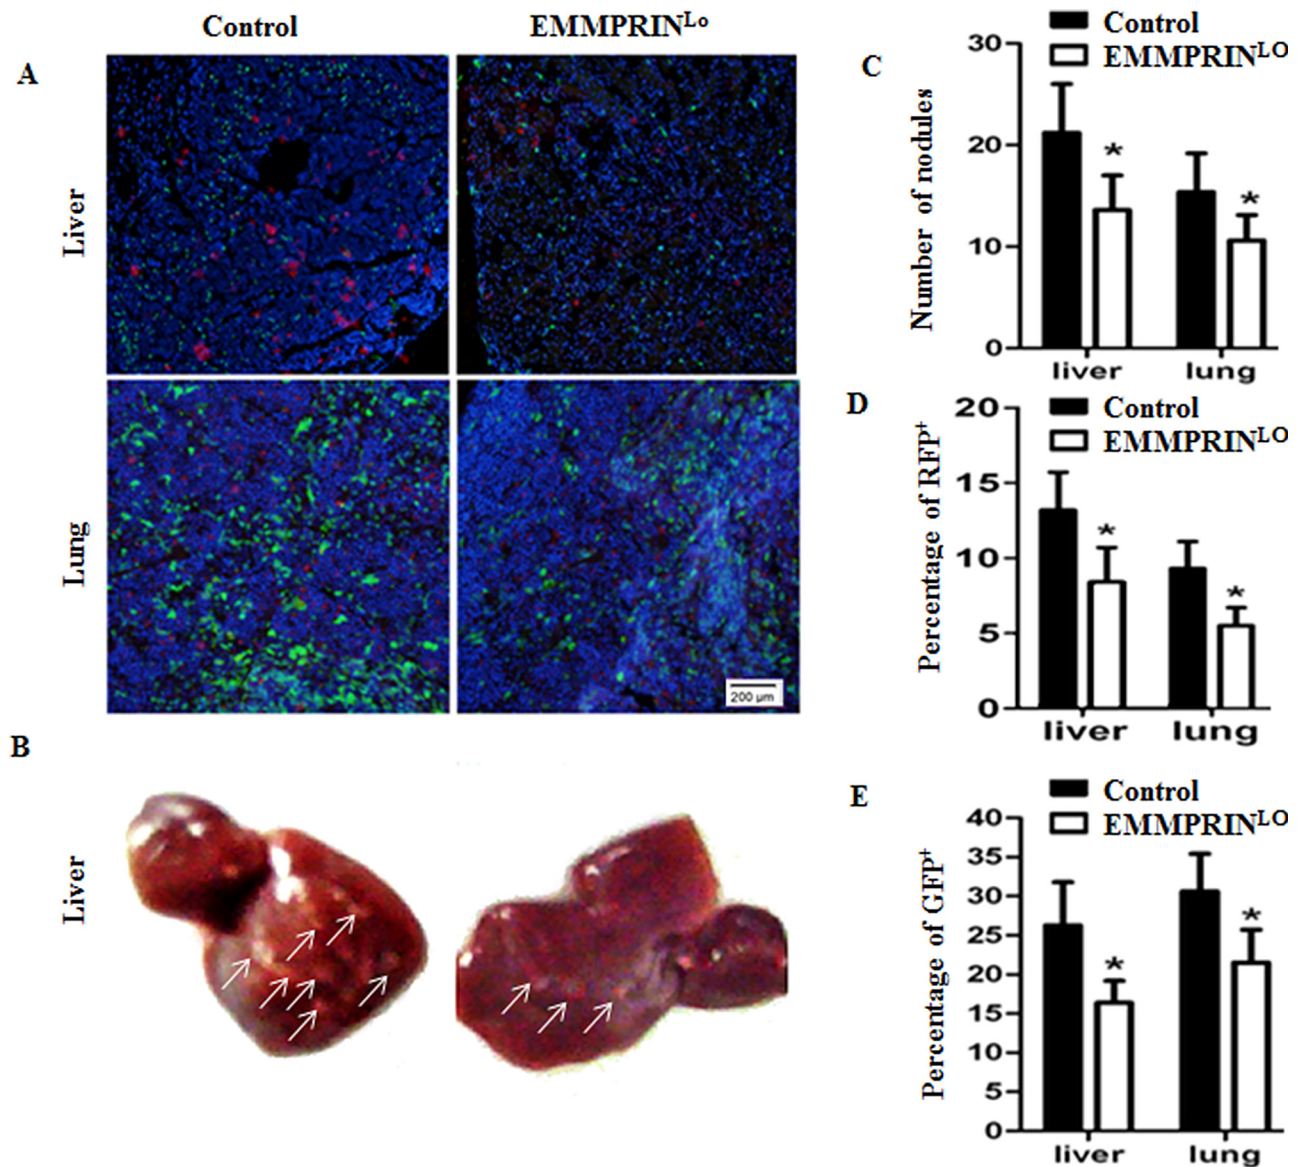 Control
EMMPRINLo
A
Liver
Lung
200 µm
B
Liver
C
Control
EMMPRINLO
Number of nodules
30
20
10
0
*
*
liver
lung
D
Control
EMMPRINLO
Percentage of RFP+
20
15
10
5
0
*
*
liver
lung
E
Control
EMMPRINLO
Percentage of GFP+
40
35
30
25
20
15
10
5
0
*
*
liver
lung